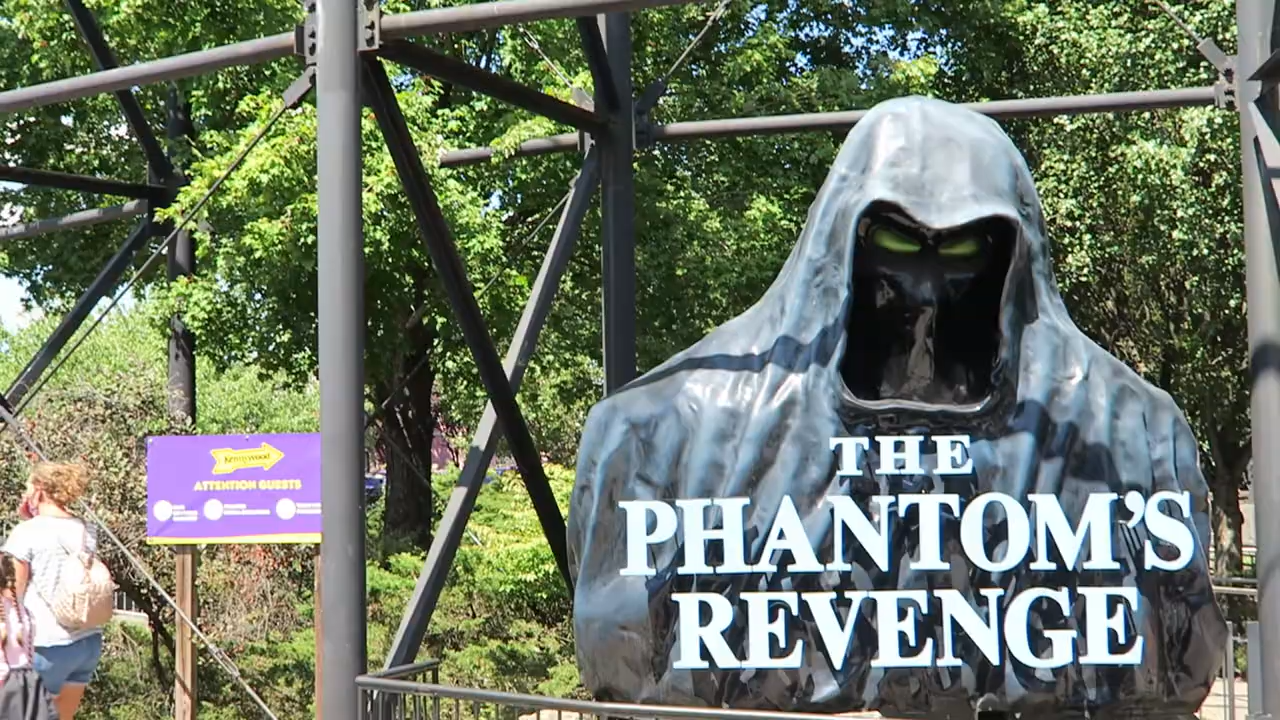 Kennywood
ATTENTION GUESTS
THE
PHANTOM'S
REVENGE